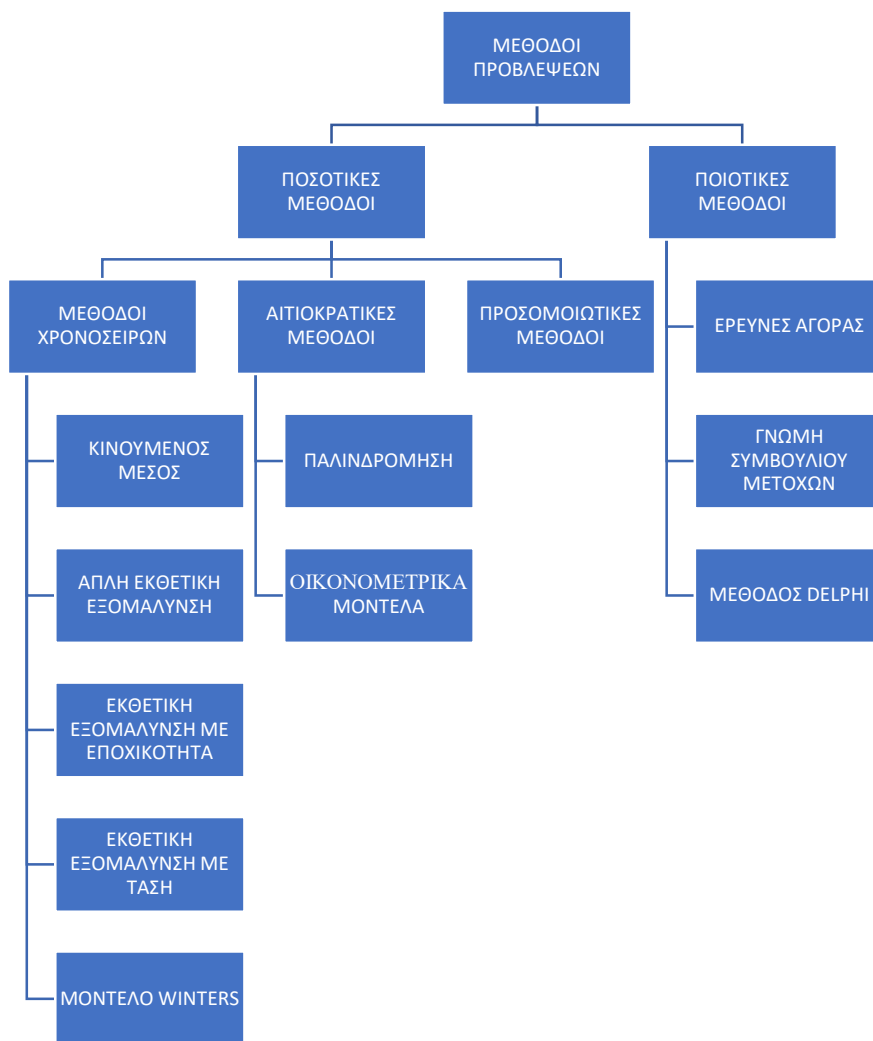 ΜΕΘΟΔΟΙ
ΠΡΟΒΛΕΨΕΩΝ
ΠΟΣΟΤΙΚΕΣ
ΜΕΘΟΔΟΙ
ΠΟΙΟΤΙΚΕΣ
ΜΕΘΟΔΟΙ
ΜΕΘΟΔΟΙ
ΧΡΟΝΟΣΕΙΡΩΝ
ΑΙΤΙΟΚΡΑΤΙΚΕΣ
ΜΕΘΟΔΟΙ
ΠΡΟΣΟΜΟΙΩΤΙΚΕΣ
ΜΕΘΟΔΟΙ
ΕΡΕΥΝΕΣ ΑΓΟΡΑΣ
ΚΙΝΟΥΜΕΝΟΣ
ΜΕΣΟΣ
ΠΑΛΙΝΔΡΟΜΗΣΗ
ΓΝΩΜΗ
ΣΥΜΒΟΥΛΙΟΥ
ΜΕΤΟΧΩΝ
ΑΠΛΗ ΕΚΘΕΤΙΚΗ
ΕΞΟΜΑΛΥΝΣΗ
ΟΙΚΟΝΟΜΕΤΡΙΚΑ
ΜΟΝΤΕΛΑ
ΜΕΘΟΔΟΣ DELPHI
ΕΚΘΕΤΙΚΗ
ΕΞΟΜΑΛΥΝΣΗ ΜΕ
ΕΠΟΧΙΚΟΤΗΤΑ
ΕΚΘΕΤΙΚΗ
ΕΞΟΜΑΛΥΝΣΗ ΜΕ
ΤΑΣΗ
ΜΟΝΤΕΛΟ WINTERS